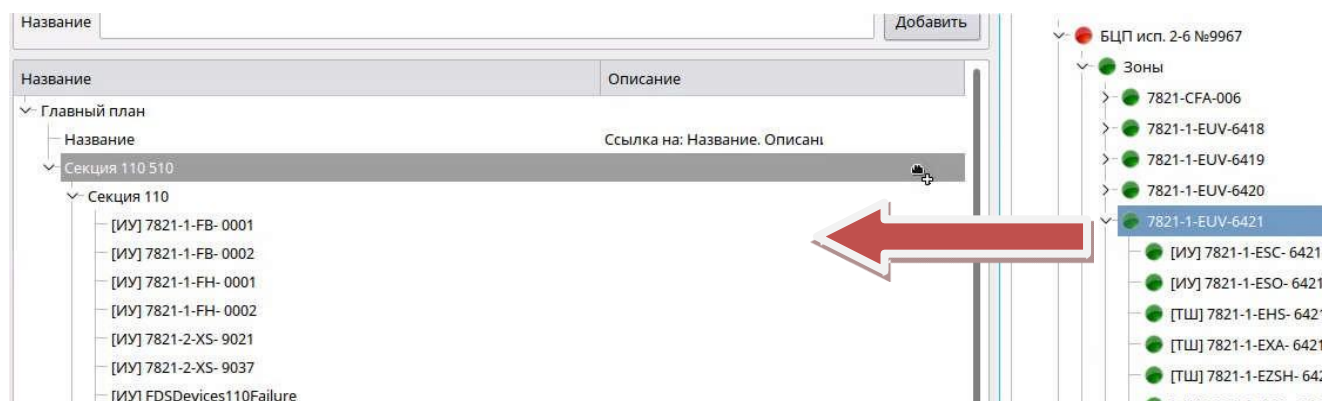 Название
Добавить
Название Описание
Главный план
Название Ссылка на: Название. Описани
Секция 110 510
Секция 110
[ИУ] 7821-1-FB- 0001
[ИУ] 7821-1-FB- 0002
[ИУ] 7821-1-FH- 0001
[ИУ] 7821-1-FH- 0002
[ИУ] 7821-2-XS- 9021
[ИУ] 7821-2-XS- 9037
[ИУ] FDSDevices110Failure
БЦП исп. 2-6 №9967
Зоны
7821-CFA-006
7821-1-EUV-6418
7821-1-EUV-6419
7821-1-EUV-6420
7821-1-EUV-6421
[ИУ] 7821-1-ESC- 6421
[ИУ] 7821-1-ESO- 6421
[ТШ] 7821-1-EHS- 6421
[ТШ] 7821-1-EXA- 6421
[ТШ] 7821-1-EZSH- 642